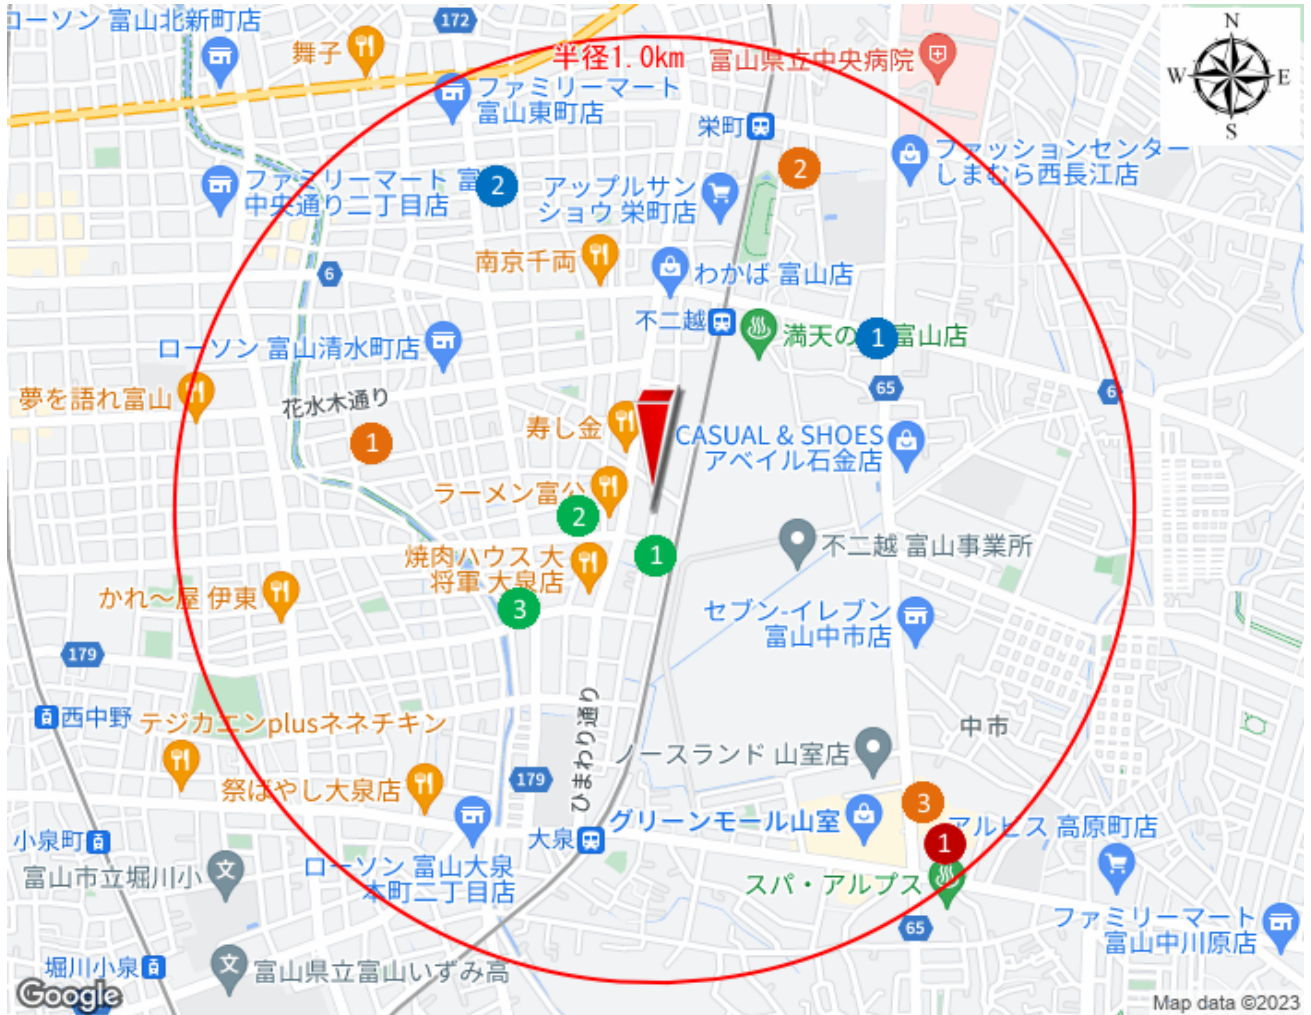 ローソン 富山北新町店
172
舞子
半径1.0km
富山県立中央病院
N
W
E
S
ファミリーマート
富山東町店
栄町
ファッションセンター
しまむら西長江店
2
ファミリーマート 富
中央通り二丁目店
2
アップルサン
ショウ 栄町店
南京千両
6
わかば 富山店
不二越
満天の
富山店
1
ローソン 富山清水町店
65
6
夢を語れ富山
花水木通り
寿し金
1
CASUAL & SHOES
アベイル石金店
ラーメン富公
2
1
不二越 富山事業所
焼肉ハウス 大
将軍 大泉店
3
かれ〜屋 伊東
セブン-イレブン
富山中市店
179
西中野
テジカエンplusネネチキン
ひまわり通り
中市
ノースランド 山室店
祭ばやし大泉店
179
3
グリーンモール山室
アルビス 高原町店
1
小泉町
大泉
ローソン 富山大泉
本町二丁目店
富山市立堀川小
スパ・アルプス
65
ファミリーマート
富山中川原店
堀川小泉
富山県立富山いずみ高
Google
Map data ©2023